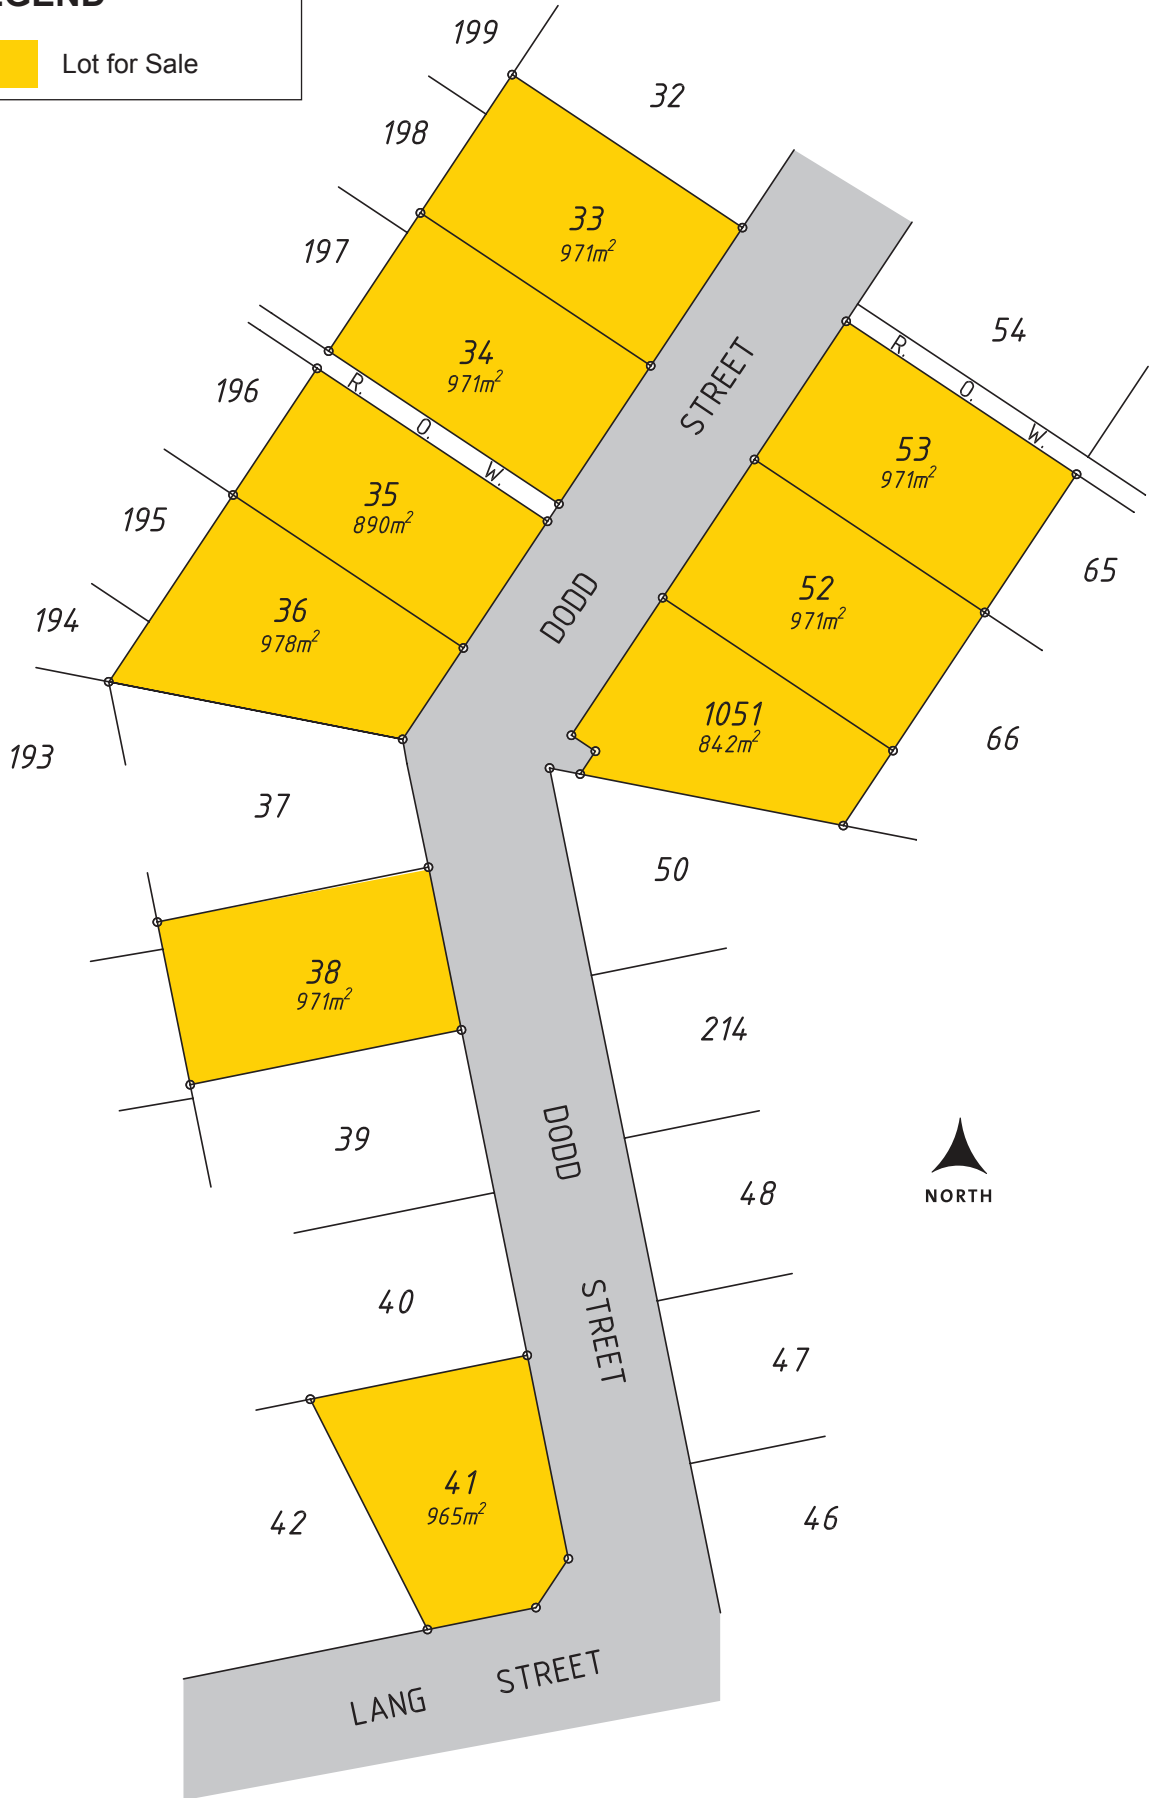 Lot for Sale
199
32
198
33
971m²
197
54
34
971m²
STREET
R. O. W.
196
R. O. W.
53
971m²
35
890m²
195
65
DODD
52
971m²
36
978m²
194
1051
842m²
66
193
37
50
38
971m²
214
39
DODD
48
NORTH
40
STREET
47
41
965m²
42
46
LANG STREET